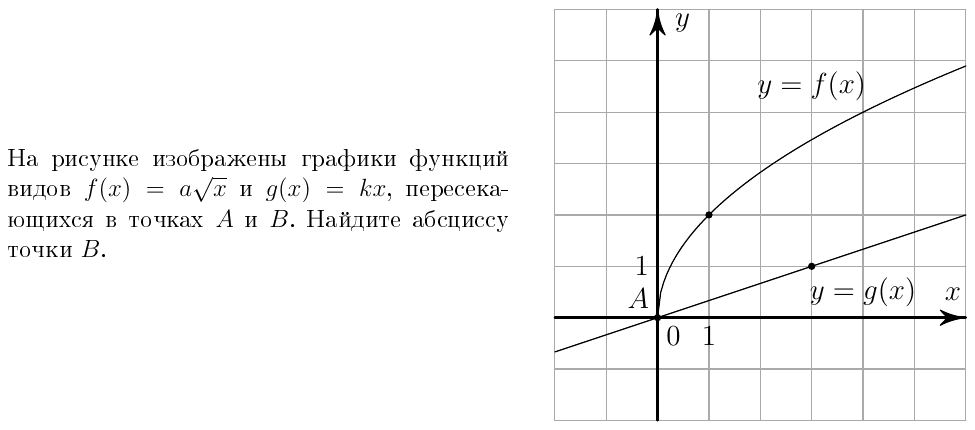 На рисунке изображены графики функций
видов f(x) = a√x и g(x) = kx, пересека-
ющихся в точках A и B. Найдите абсциссу
точки B.
y
y = f(x)
1
A
y = g(x)
x
0 1